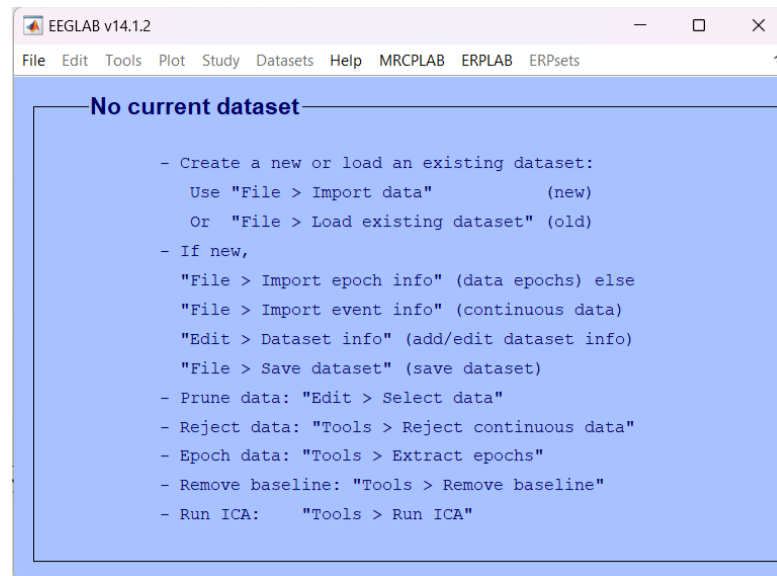 EEGLAB v14.1.2
File Edit Tools Plot Study Datasets Help MRCPLAB ERPLAB ERPsets
No current dataset
- Create a new or load an existing dataset:
Use "File > Import data" (new)
Or "File > Load existing dataset" (old)
- If new,
"File > Import epoch info" (data epochs) else
"File > Import event info" (continuous data)
"Edit > Dataset info" (add/edit dataset info)
"File > Save dataset" (save dataset)
- Prune data: "Edit > Select data"
- Reject data: "Tools > Reject continuous data"
- Epoch data: "Tools > Extract epochs"
- Remove baseline: "Tools > Remove baseline"
- Run ICA: "Tools > Run ICA"